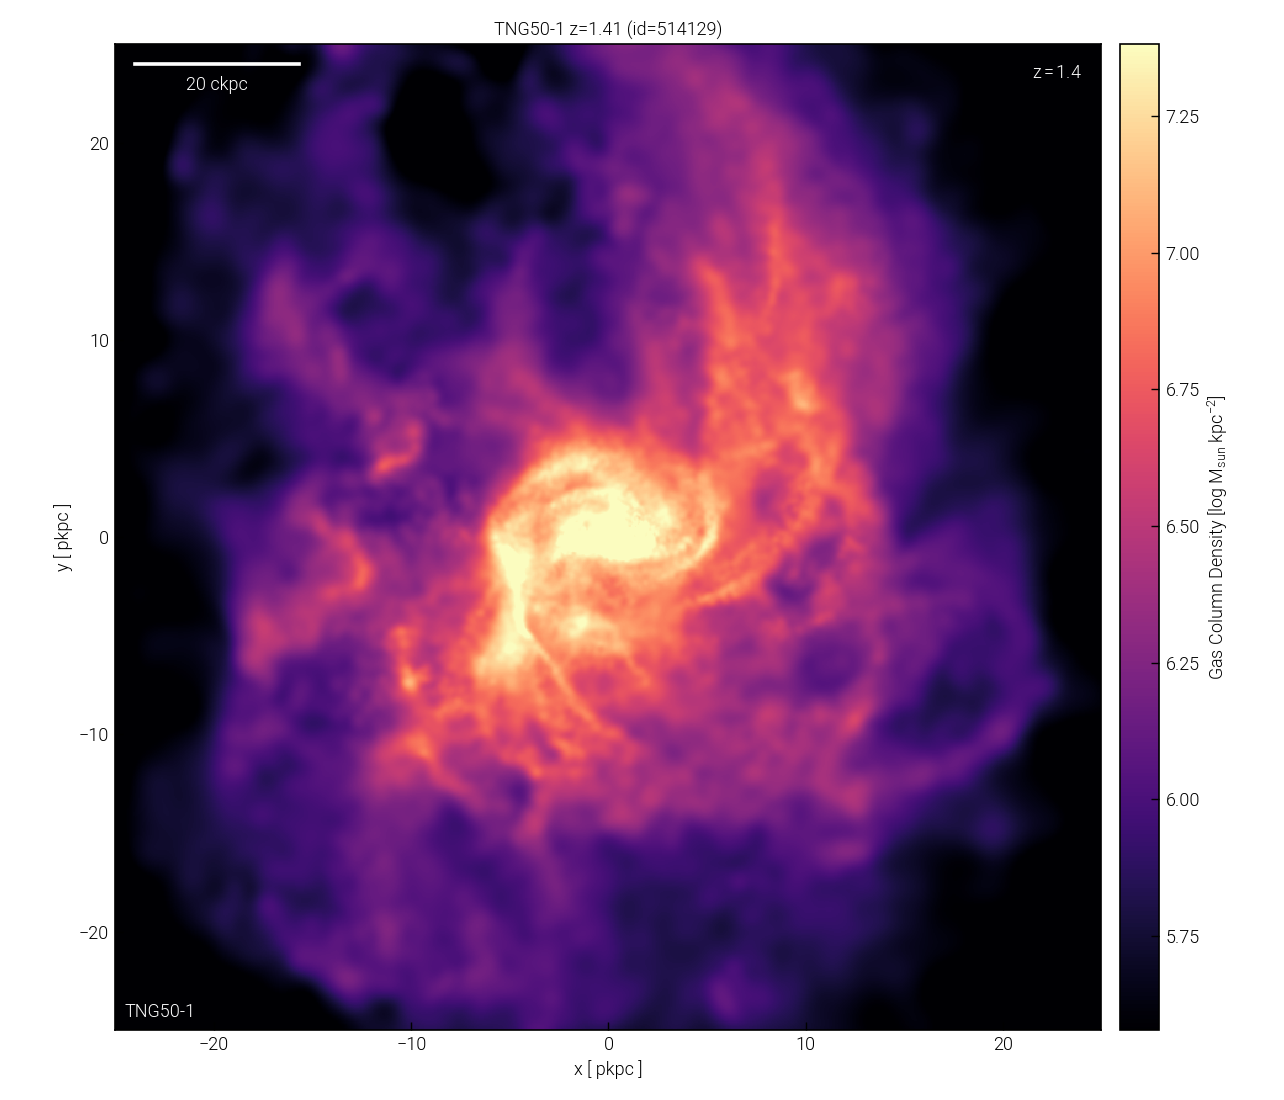 TNG50-1 z=1.41 (id=514129)
20 ckpc
z = 1.4
20
10
0
−10
−20
y [ pkpc ]
TNG50-1
−20
−10
0
10
20
x [ pkpc ]
7.25
7.00
6.75
6.50
6.25
6.00
5.75
Gas Column Density [log M_sun kpc^−2]